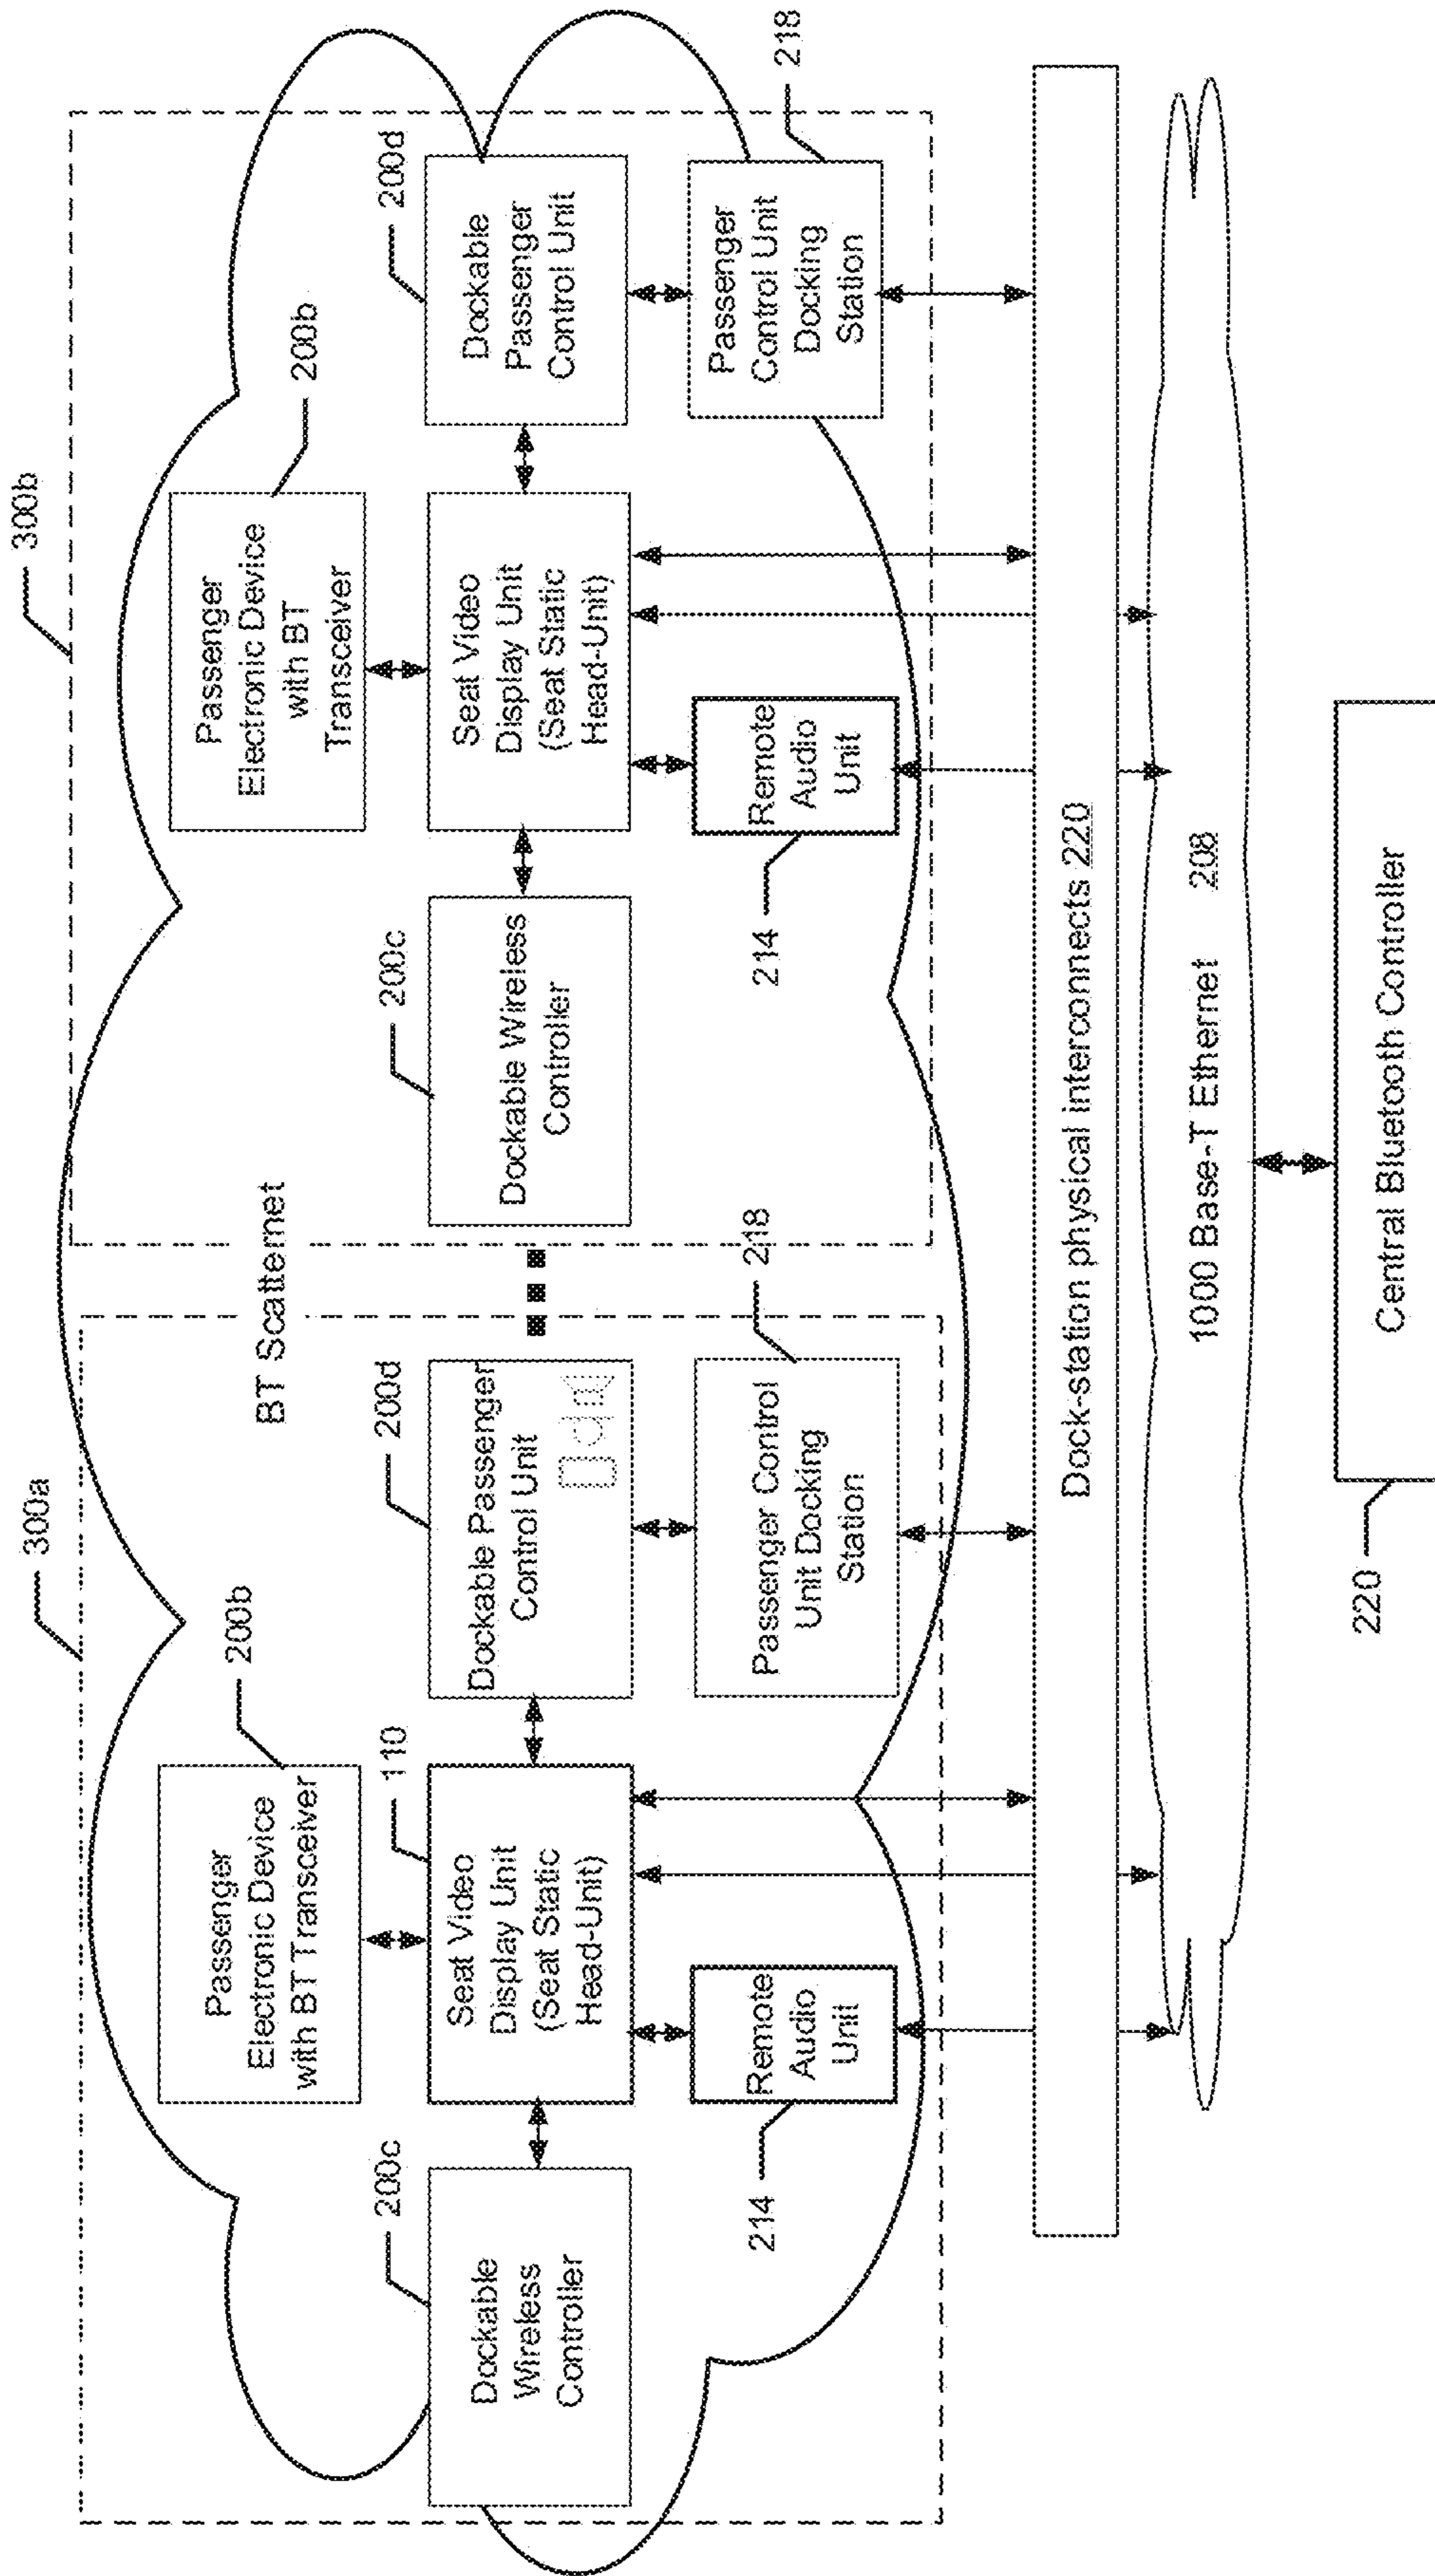 300a
300b
BT Scatternet
Passenger
Electronic Device
with BT Transceiver
200b
Passenger
Electronic Device
with BT
Transceiver
200b
200c
Dockable
Wireless
Controller
110
Seat Video
Display Unit
(Seat Static
Head-Unit)
200d
Dockable Passenger
Control Unit
200c
Dockable Wireless
Controller
Seat Video
Display Unit
(Seat Static
Head-Unit)
200d
Dockable
Passenger
Control Unit
214
Remote
Audio
Unit
218
Passenger Control
Unit Docking
Station
214
Remote
Audio
Unit
218
Passenger
Control Unit
Docking
Station
Dock-station physical interconnects 220
1000 Base-T Ethernet 208
220
Central Bluetooth Controller